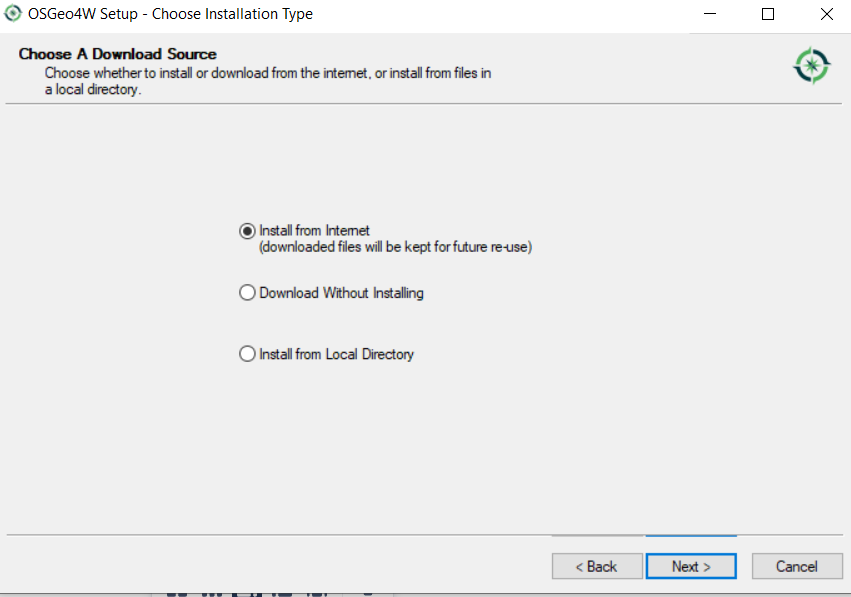 OSGeo4W Setup - Choose Installation Type
Choose A Download Source
Choose whether to install or download from the internet, or install from files in
a local directory.
Install from Internet
(downloaded files will be kept for future re-use)
Download Without Installing
Install from Local Directory
< Back
Next >
Cancel